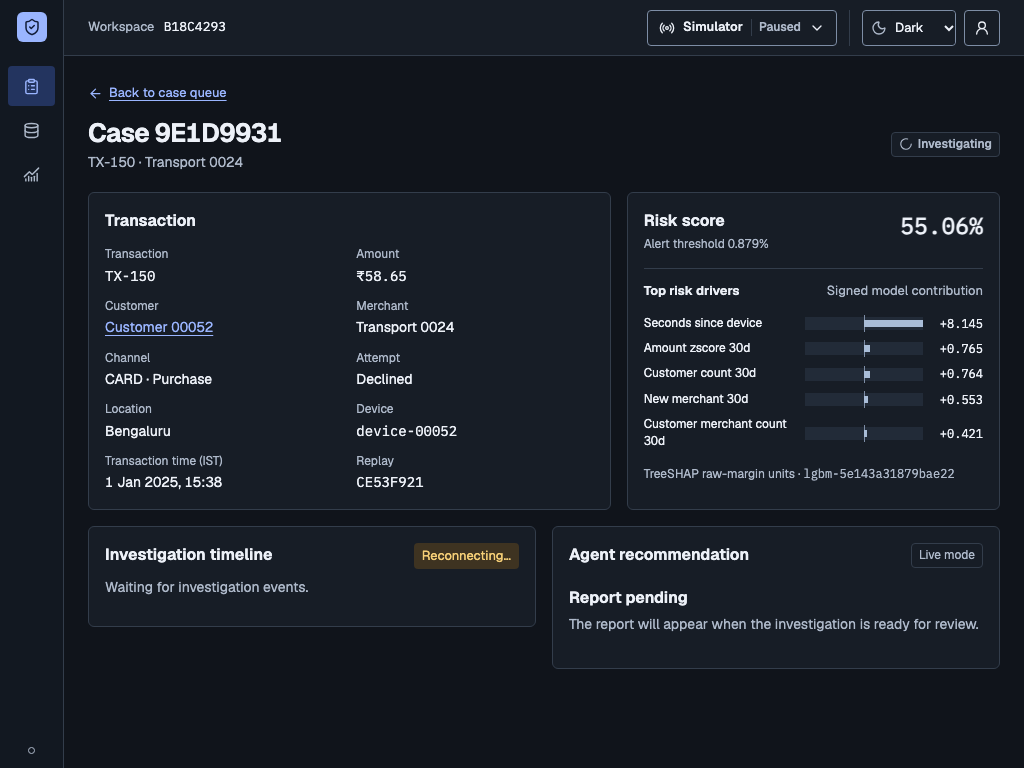 Workspace B18C4293
Simulator Paused
Dark
Back to case queue
Case 9E1D9931
TX-150 · Transport 0024
Investigating
Transaction
Transaction
TX-150
Amount
₹58.65
Customer
Customer 00052
Merchant
Transport 0024
Channel
CARD · Purchase
Attempt
Declined
Location
Bengaluru
Device
device-00052
Transaction time (IST)
1 Jan 2025, 15:38
Replay
CE53F921
Risk score
55.06%
Alert threshold 0.879%
Top risk drivers
Signed model contribution
Seconds since device +8.145
Amount zscore 30d +0.765
Customer count 30d +0.764
New merchant 30d +0.553
Customer merchant count
30d
+0.421
TreeSHAP raw-margin units · lgbm-5e143a31879bae22
Investigation timeline
Reconnecting…
Waiting for investigation events.
Agent recommendation
Live mode
Report pending
The report will appear when the investigation is ready for review.